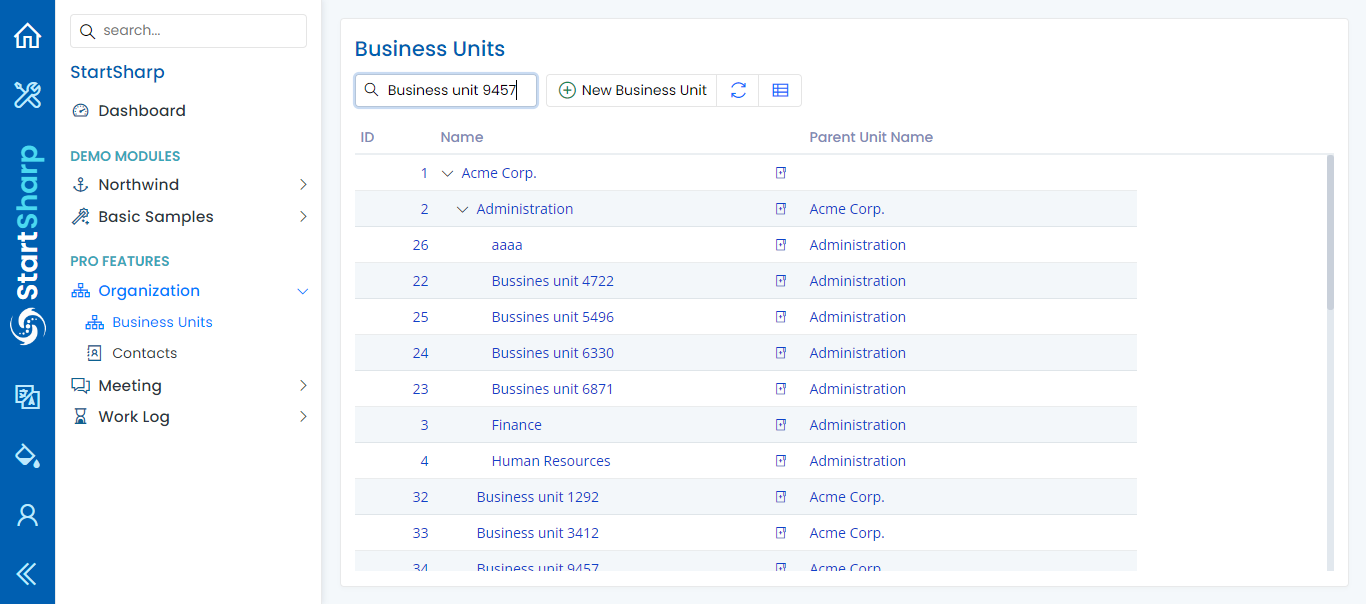 search...
StartSharp
Dashboard
DEMO MODULES
Northwind
Basic Samples
PRO FEATURES
Organization
Business Units
Contacts
Meeting
Work Log
StartSharp
Business Units
Business unit 9457
New Business Unit
ID Name Parent Unit Name
1 Acme Corp.
2 Administration Acme Corp.
26 aaaa Administration
22 Bussines unit 4722 Administration
25 Bussines unit 5496 Administration
24 Bussines unit 6330 Administration
23 Bussines unit 6871 Administration
3 Finance Administration
4 Human Resources Administration
32 Business unit 1292 Acme Corp.
33 Business unit 3412 Acme Corp.
34 Business unit 9457 Acme Corp.